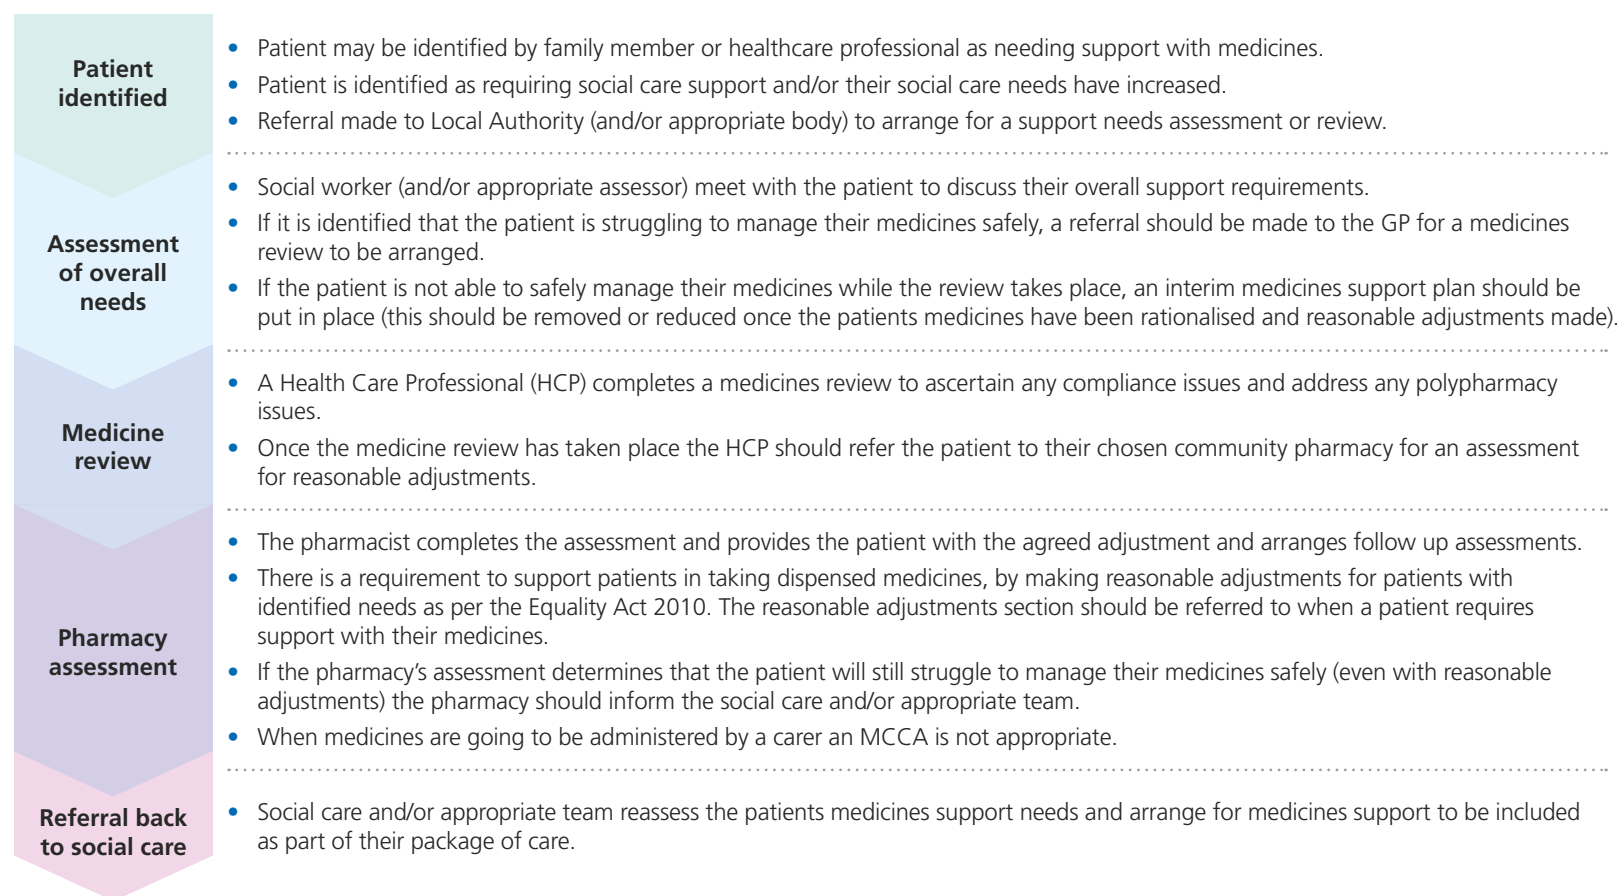 Patient
identified
• Patient may be identified by family member or healthcare professional as needing support with medicines.
• Patient is identified as requiring social care support and/or their social care needs have increased.
• Referral made to Local Authority (and/or appropriate body) to arrange for a support needs assessment or review.
Assessment
of overall
needs
• Social worker (and/or appropriate assessor) meet with the patient to discuss their overall support requirements.
• If it is identified that the patient is struggling to manage their medicines safely, a referral should be made to the GP for a medicines
review to be arranged.
• If the patient is not able to safely manage their medicines while the review takes place, an interim medicines support plan should be
put in place (this should be removed or reduced once the patients medicines have been rationalised and reasonable adjustments made).
Medicine
review
• A Health Care Professional (HCP) completes a medicines review to ascertain any compliance issues and address any polypharmacy
issues.
• Once the medicine review has taken place the HCP should refer the patient to their chosen community pharmacy for an assessment
for reasonable adjustments.
Pharmacy
assessment
• The pharmacist completes the assessment and provides the patient with the agreed adjustment and arranges follow up assessments.
• There is a requirement to support patients in taking dispensed medicines, by making reasonable adjustments for patients with
identified needs as per the Equality Act 2010. The reasonable adjustments section should be referred to when a patient requires
support with their medicines.
• If the pharmacy’s assessment determines that the patient will still struggle to manage their medicines safely (even with reasonable
adjustments) the pharmacy should inform the social care and/or appropriate team.
• When medicines are going to be administered by a carer an MCCA is not appropriate.
Referral back
to social care
• Social care and/or appropriate team reassess the patients medicines support needs and arrange for medicines support to be included
as part of their package of care.